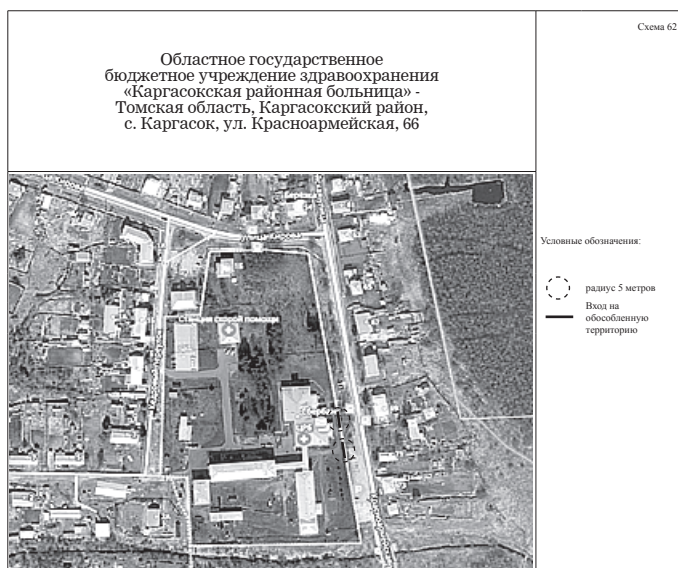 Схема 62
Областное государственное
бюджетное учреждение здравоохранения
«Каргасокская районная больница» -
Томская область, Каргасокский район,
с. Каргасок, ул. Красноармейская, 66
Станция скорой помощи
Условные обозначения:
радиус 5 метров
Вход на
обособленную
территорию